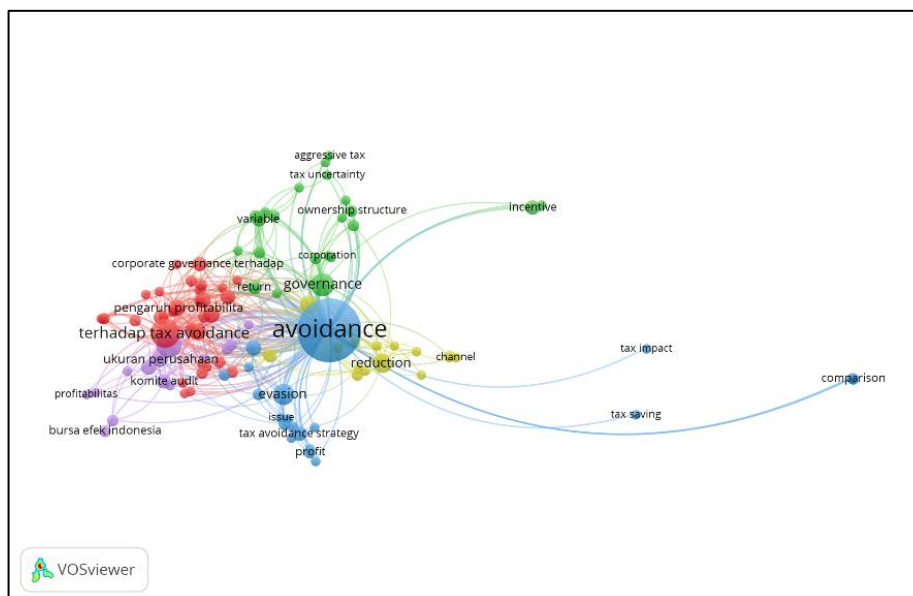 aggressive tax
tax uncertainty
ownership structure
incentive
variable
corporation
corporate governance terhadap
return
governance
pengaruh profitabilita
avoidance
terhadap tax avoidance
ukuran perusahaan
reduction
channel
tax impact
komite audit
comparison
profitabilitas
evasion
issue
tax saving
bursa efek indonesia
tax avoidance strategy
profit
VOSviewer